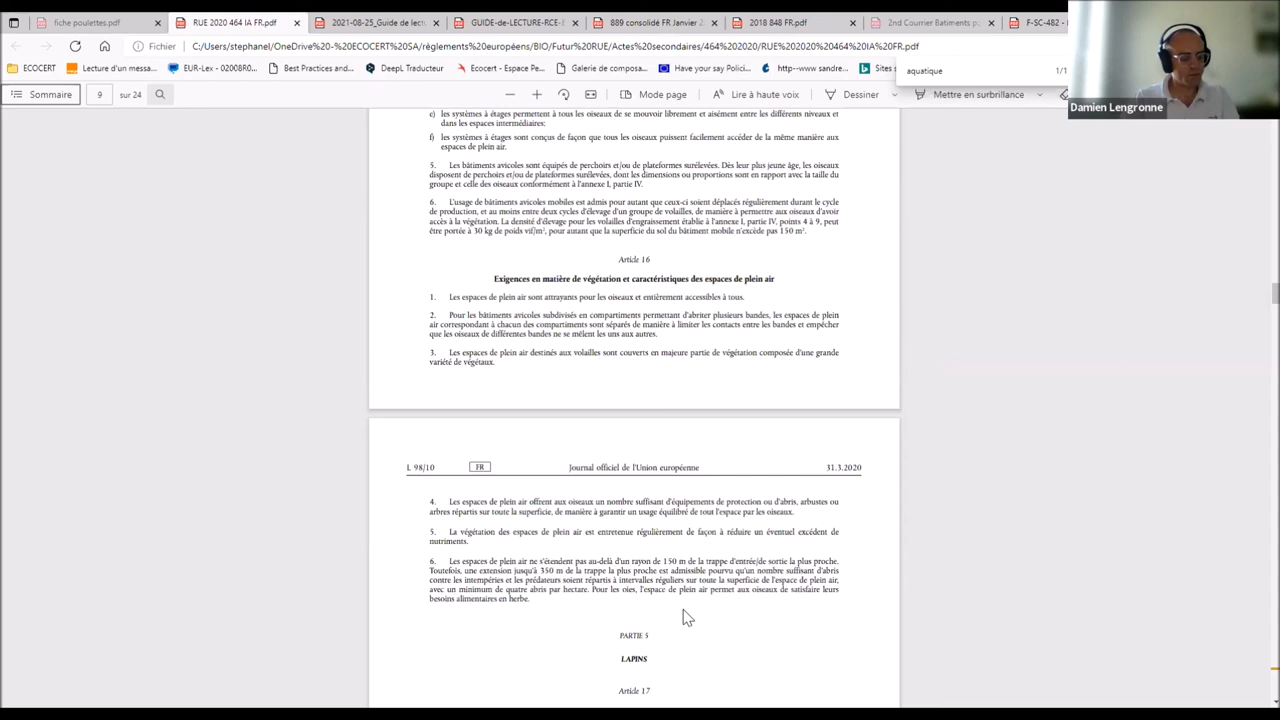 fiche poulettes.pdf
RUE 2020 464 IA FR.pdf
2021-08-25_Guide de lect
GUIDE-de-LECTURE-RCE-
889 consolidé FR Janvier 2
2018 848 FR.pdf
2nd Courrier Batiments po
F-SC-482 - R
Fichier
C:/Users/stephanel/OneDrive%20-%20ECOCERT%20SA/règlements%20européens/BIO/Futur%20RUE/Actes%20secondaires/464%202020/RUE%202020%20464%20IA%20FR.pdf
ECOCERT
Lecture d'un messa...
EUR-Lex - 02008R0...
Best Practices and...
DeepL Traducteur
Ecocert - Espace Pe...
Galerie de composa...
Have your say Polici...
http--www sandre...
Sites s
aquatique
1/1
Damien Lengronne
Sommaire
9
sur 24
Mode page
Lire à haute voix
Dessiner
Mettre en surbrillance
e) les systèmes à étages permettent à tous les oiseaux de se mouvoir librement et aisément entre les différents niveaux et
dans les espaces intermédiaires;
f) les systèmes à étages sont conçus de façon que tous les oiseaux puissent facilement accéder de la même manière aux
espaces de plein air.
5. Les bâtiments avicoles sont équipés de perchoirs et/ou de plateformes surélevées. Dès leur plus jeune âge, les oiseaux
disposent de perchoirs et/ou de plateformes surélevées, dont les dimensions ou proportions sont en rapport avec la taille du
groupe et celle des oiseaux conformément à l'annexe I, partie IV.
6. L'usage de bâtiments avicoles mobiles est admis pour autant que ceux-ci soient déplacés régulièrement durant le cycle
de production, et au moins entre deux cycles d'élevage d'un groupe de volailles, de manière à permettre aux oiseaux d'avoir
accès à la végétation. La densité d'élevage pour les volailles d'engraissement établie à l'annexe I, partie IV, points 4 à 9, peut
être portée à 30 kg de poids vif/m², pour autant que la superficie du sol du bâtiment mobile n'excède pas 150 m².
Article 16
Exigences en matière de végétation et caractéristiques des espaces de plein air
1. Les espaces de plein air sont attrayants pour les oiseaux et entièrement accessibles à tous.
2. Pour les bâtiments avicoles subdivisés en compartiments permettant d'abriter plusieurs bandes, les espaces de plein
air correspondant à chacun des compartiments sont séparés de manière à limiter les contacts entre les bandes et empêcher
que les oiseaux de différentes bandes ne se mêlent les uns aux autres.
3. Les espaces de plein air destinés aux volailles sont couverts en majeure partie de végétation composée d'une grande
variété de végétaux.
L 98/10
FR
Journal officiel de l'Union européenne
31.3.2020
4. Les espaces de plein air offrent aux oiseaux un nombre suffisant d'équipements de protection ou d'abris, arbustes ou
arbres répartis sur toute la superficie, de manière à garantir un usage équilibré de tout l'espace par les oiseaux.
5. La végétation des espaces de plein air est entretenue régulièrement de façon à réduire un éventuel excédent de
nutriments.
6. Les espaces de plein air ne s'étendent pas au-delà d'un rayon de 150 m de la trappe d'entrée/de sortie la plus proche.
Toutefois, une extension jusqu'à 350 m de la trappe la plus proche est admissible pourvu qu'un nombre suffisant d'abris
contre les intempéries et les prédateurs soient répartis à intervalles réguliers sur toute la superficie de l'espace de plein air,
avec un minimum de quatre abris par hectare. Pour les oies, l'espace de plein air permet aux oiseaux de satisfaire leurs
besoins alimentaires en herbe.
PARTIE 5
LAPINS
Article 17